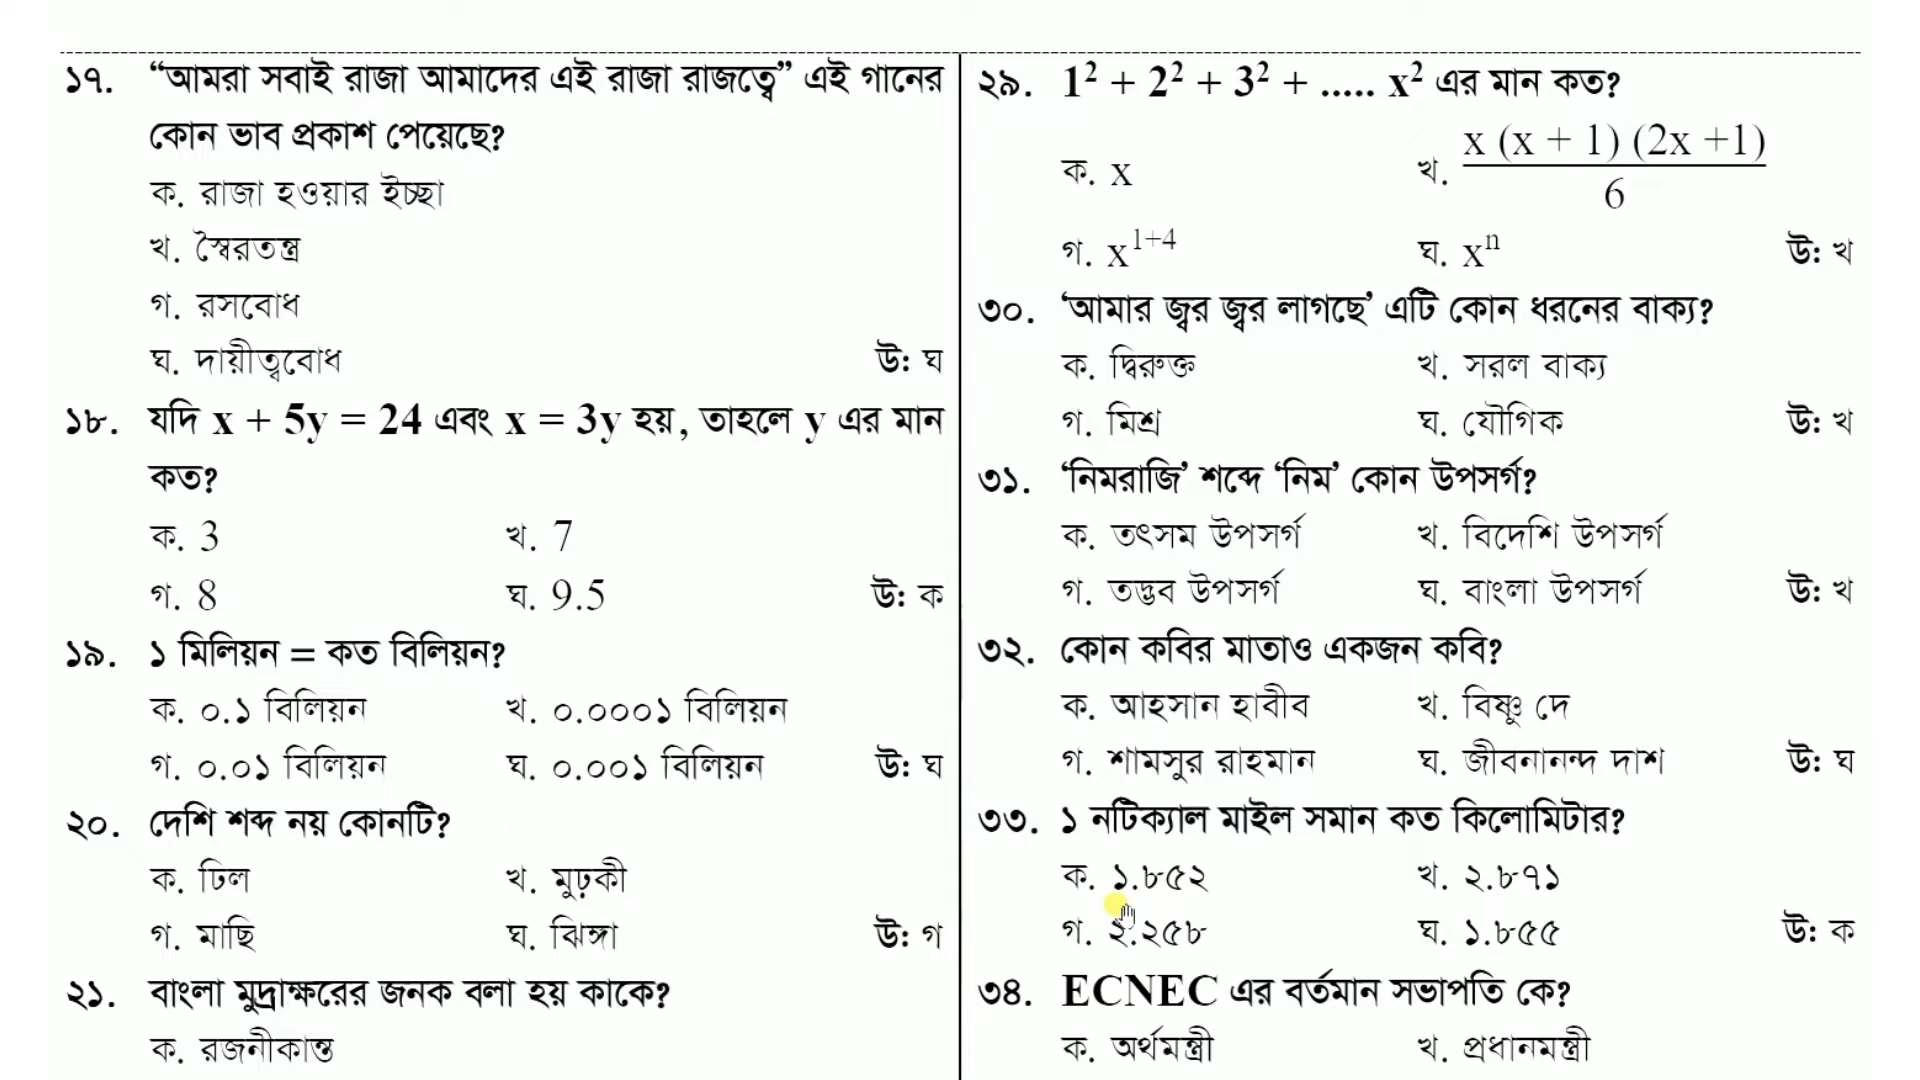 ১৭. “আমরা সবাই রাজা আমাদের এই রাজা রাজত্বে” এই গানের
কোন ভাব প্রকাশ পেয়েছে?
ক. রাজা হওয়ার ইচ্ছা
খ. স্বৈরতন্ত্র
গ. রসবোধ
ঘ. দায়ীত্ববোধ উ: ঘ
১৮. যদি x + 5y = 24 এবং x = 3y হয়, তাহলে y এর মান
কত?
ক. 3 খ. 7
গ. 8 ঘ. 9.5 উ: ক
১৯. ১ মিলিয়ন = কত বিলিয়ন?
ক. ০.১ বিলিয়ন খ. ০.০০০১ বিলিয়ন
গ. ০.০১ বিলিয়ন ঘ. ০.০০১ বিলিয়ন উ: ঘ
২০. দেশি শব্দ নয় কোনটি?
ক. ঢিল খ. মুঢ়কী
গ. মাছি ঘ. ঝিঙ্গা উ: গ
২১. বাংলা মুদ্রাক্ষরের জনক বলা হয় কাকে?
ক. রজনীকান্ত
২৯. 1² + 2² + 3² + ..... x² এর মান কত?
ক. x খ. x (x + 1) (2x +1) / 6
গ. x¹⁺⁴ ঘ. xⁿ উ: খ
৩০. ‘আমার জ্বর জ্বর লাগছে’ এটি কোন ধরনের বাক্য?
ক. দ্বিরুক্ত খ. সরল বাক্য
গ. মিশ্র ঘ. যৌগিক উ: খ
৩১. ‘নিমরাজি’ শব্দে ‘নিম’ কোন উপসর্গ?
ক. তৎসম উপসর্গ খ. বিদেশি উপসর্গ
গ. তদ্ভব উপসর্গ ঘ. বাংলা উপসর্গ উ: খ
৩২. কোন কবির মাতাও একজন কবি?
ক. আহসান হাবীব খ. বিষ্ণু দে
গ. শামসুর রাহমান ঘ. জীবনানন্দ দাশ উ: ঘ
৩৩. ১ নটিক্যাল মাইল সমান কত কিলোমিটার?
ক. ১.৮৫২ খ. ২.৮৭১
গ. ২.২৫৮ ঘ. ১.৮৫৫ উ: ক
৩৪. ECNEC এর বর্তমান সভাপতি কে?
ক. অর্থমন্ত্রী খ. প্রধানমন্ত্রী